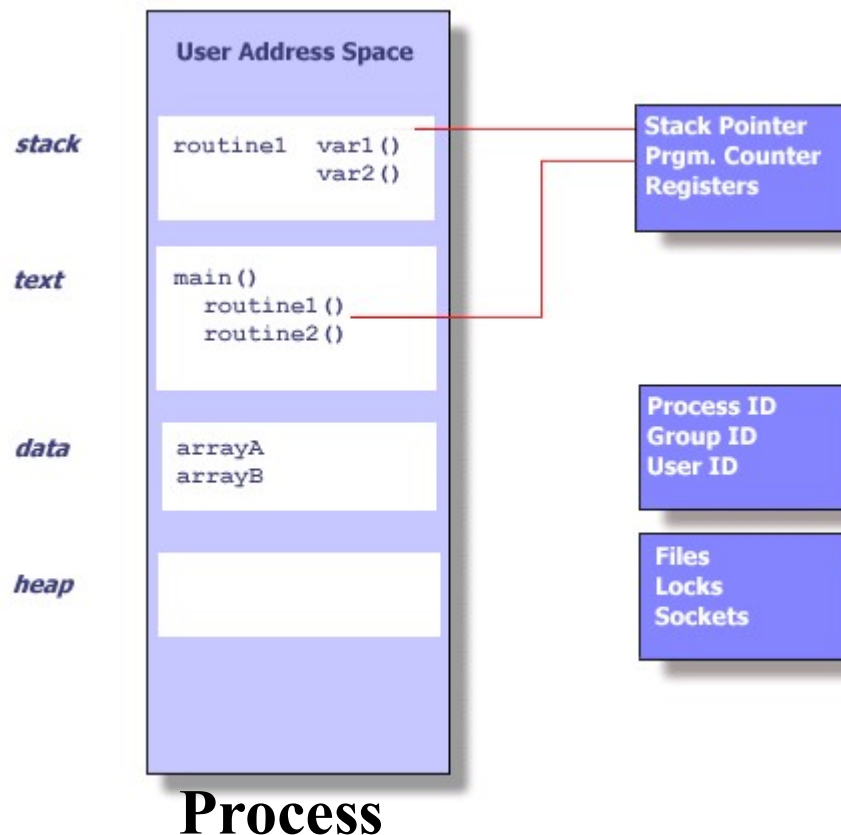 User Address Space
stack
routine1 var1()
var2()
text
main()
routine1()
routine2()
data
arrayA
arrayB
heap
Stack Pointer
Prgm. Counter
Registers
Process ID
Group ID
User ID
Files
Locks
Sockets
Process